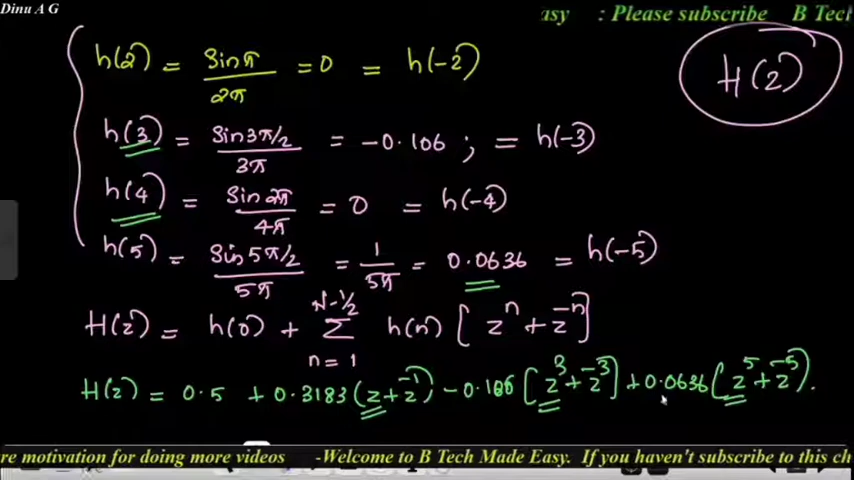 Dinu A G
asy : Please subscribe B Tech
h(2) = sinπ/2π = 0 = h(-2)
H(z)
h(3) = sin3π/2/3π = -0.106 ; = h(-3)
h(4) = sin2π/4π = 0 = h(-4)
h(5) = sin5π/2/5π = 1/5π = 0.0636 = h(-5)
H(z) = h(0) + Σ_{n=1}^{N-1/2} h(n) [z^n + z^{-n}]
H(z) = 0.5 + 0.3183(z+z^{-1}) -0.106[z^3+z^{-3}] +0.0636[z^5+z^{-5}).
re motivation for doing more videos -Welcome to B Tech Made Easy. If you haven't subscribe to this ch